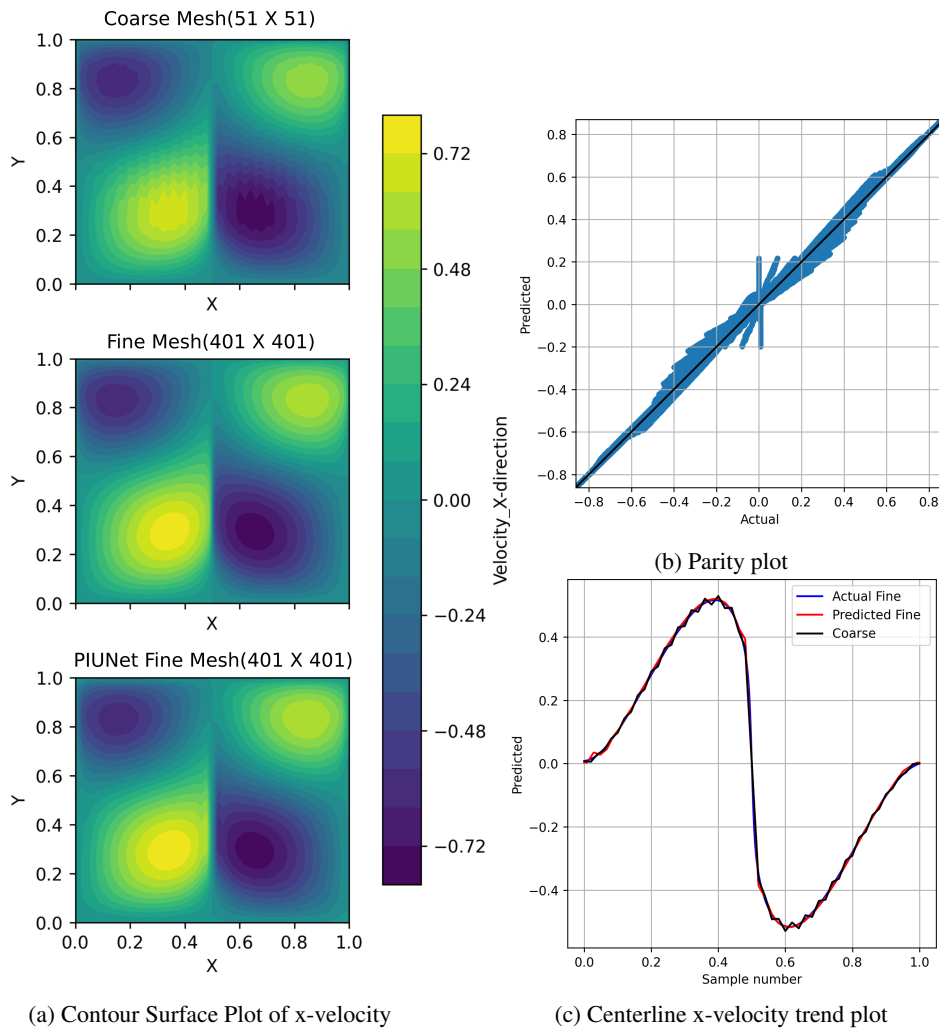 Coarse Mesh(51 X 51)
1.0
0.8
0.6
0.4
0.2
0.0
Y
X
Fine Mesh(401 X 401)
1.0
0.8
0.6
0.4
0.2
0.0
Y
X
PIUNet Fine Mesh(401 X 401)
1.0
0.8
0.6
0.4
0.2
0.0
Y
0.0 0.2 0.4 0.6 0.8 1.0
X
0.72
0.48
0.24
0.00
−0.24
−0.48
−0.72
Velocity_X-direction
(a) Contour Surface Plot of x-velocity
0.8
0.6
0.4
0.2
0.0
−0.2
−0.4
−0.6
−0.8
Predicted
−0.8 −0.6 −0.4 −0.2 0.0 0.2 0.4 0.6 0.8
Actual
(b) Parity plot
Actual Fine
Predicted Fine
Coarse
0.4
0.2
0.0
−0.2
−0.4
Predicted
0.0 0.2 0.4 0.6 0.8 1.0
Sample number
(c) Centerline x-velocity trend plot